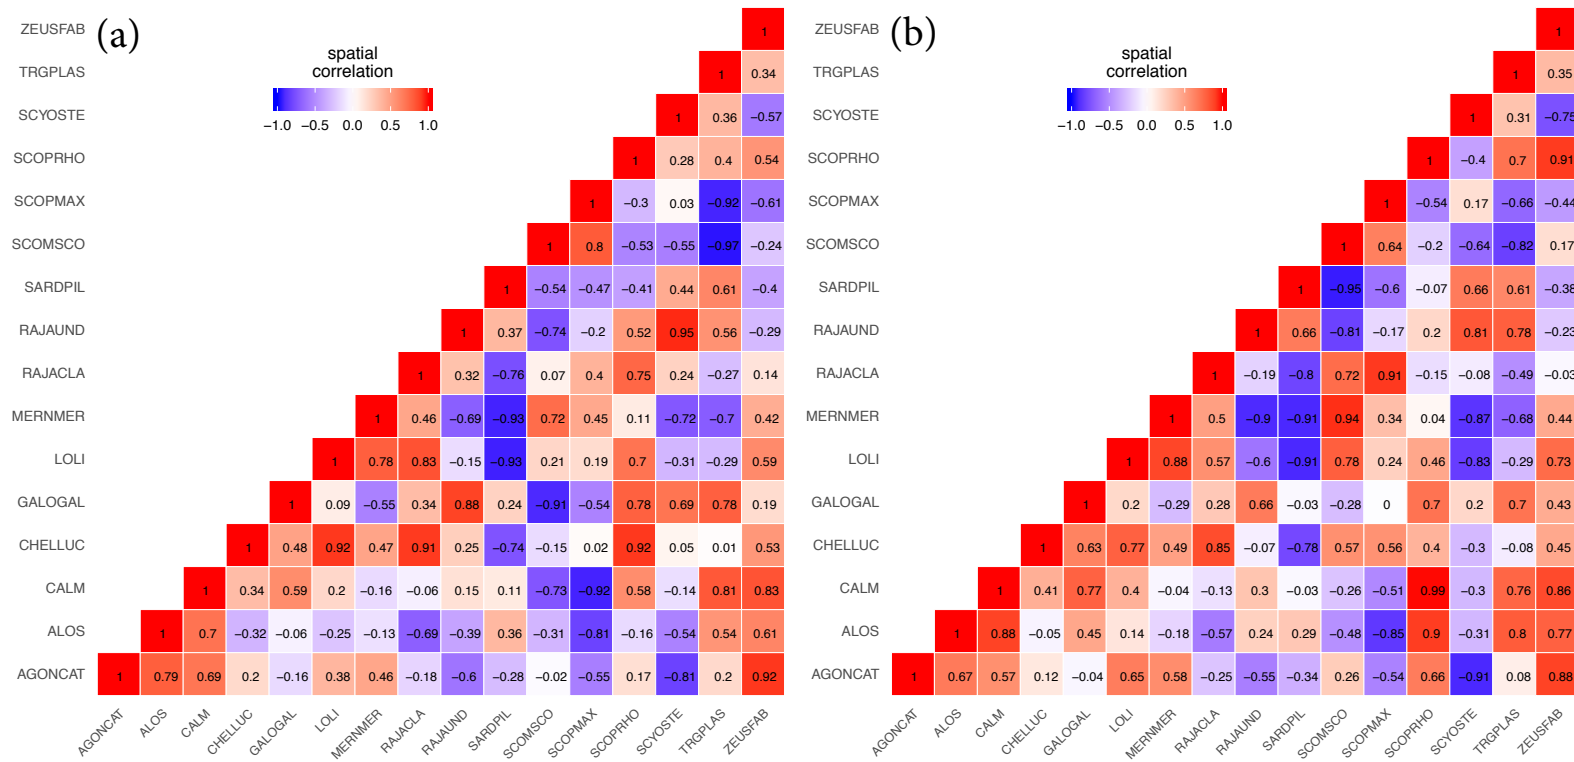 (a)
spatial
correlation
−1.0 −0.5 0.0 0.5 1.0
ZEUSFAB 1
TRGPLAS 1 0.34
SCYOSTE 1 0.36 −0.57
SCOPRHO 1 0.28 0.4 0.54
SCOPMAX 1 −0.3 0.03 −0.92 −0.61
SCOMSCO 1 0.8 −0.53 −0.55 −0.97 −0.24
SARDPIL 1 −0.54 −0.47 −0.41 0.44 0.61 −0.4
RAJAUND 1 0.37 −0.74 −0.2 0.52 0.95 0.56 −0.29
RAJACLA 1 0.32 −0.76 0.07 0.4 0.75 0.24 −0.27 0.14
MERNMER 1 0.46 −0.69 −0.93 0.72 0.45 0.11 −0.72 −0.7 0.42
LOLI 1 0.78 0.83 −0.15 −0.93 0.21 0.19 0.7 −0.31 −0.29 0.59
GALOGAL 1 0.09 −0.55 0.34 0.88 0.24 −0.91 −0.54 0.78 0.69 0.78 0.19
CHELLUC 1 0.48 0.92 0.47 0.91 0.25 −0.74 −0.15 0.02 0.92 0.05 0.01 0.53
CALM 1 0.34 0.59 0.2 −0.16 −0.06 0.15 0.11 −0.73 −0.92 0.58 −0.14 0.81 0.83
ALOS 1 0.7 −0.32 −0.06 −0.25 −0.13 −0.69 −0.39 0.36 −0.31 −0.81 −0.16 −0.54 0.54 0.61
AGONCAT 1 0.79 0.69 0.2 −0.16 0.38 0.46 −0.18 −0.6 −0.28 −0.02 −0.55 0.17 −0.81 0.2 0.92
AGONCAT ALOS CALM CHELLUC GALOGAL LOLI MERNMER RAJACLA RAJAUND SARDPIL SCOMSCO SCOPMAX SCOPRHO SCYOSTE TRGPLAS ZEUSFAB
(b)
spatial
correlation
−1.0 −0.5 0.0 0.5 1.0
ZEUSFAB 1
TRGPLAS 1 0.35
SCYOSTE 1 0.31 −0.75
SCOPRHO 1 −0.4 0.7 0.91
SCOPMAX 1 −0.54 0.17 −0.66 −0.44
SCOMSCO 1 0.64 −0.2 −0.64 −0.82 0.17
SARDPIL 1 −0.95 −0.6 −0.07 0.66 0.61 −0.38
RAJAUND 1 0.66 −0.81 −0.17 0.2 0.81 0.78 −0.23
RAJACLA 1 −0.19 −0.8 0.72 0.91 −0.15 −0.08 −0.49 −0.03
MERNMER 1 0.5 −0.9 −0.91 0.94 0.34 0.04 −0.87 −0.68 0.44
LOLI 1 0.88 0.57 −0.6 −0.91 0.78 0.24 0.46 −0.83 −0.29 0.73
GALOGAL 1 0.2 −0.29 0.28 0.66 −0.03 −0.28 0 0.7 0.2 0.7 0.43
CHELLUC 1 0.63 0.77 0.49 0.85 −0.07 −0.78 0.57 0.56 0.4 −0.3 −0.08 0.45
CALM 1 0.41 0.77 0.4 −0.04 −0.13 0.3 −0.03 −0.26 −0.51 0.99 −0.3 0.76 0.86
ALOS 1 0.88 −0.05 0.45 0.14 −0.18 −0.57 0.24 0.29 −0.48 −0.85 0.9 −0.31 0.8 0.77
AGONCAT 1 0.67 0.57 0.12 −0.04 0.65 0.58 −0.25 −0.55 −0.34 0.26 −0.54 0.66 −0.91 0.08 0.88
AGONCAT ALOS CALM CHELLUC GALOGAL LOLI MERNMER RAJACLA RAJAUND SARDPIL SCOMSCO SCOPMAX SCOPRHO SCYOSTE TRGPLAS ZEUSFAB